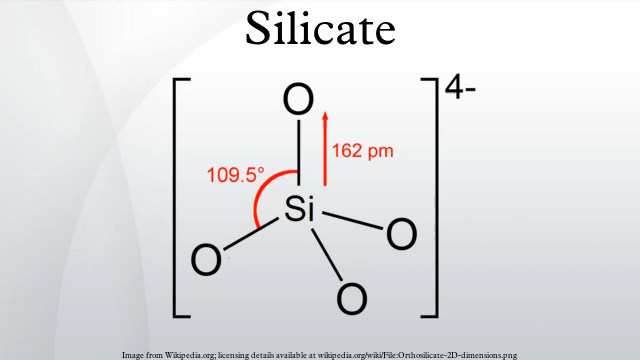 Silicate
4-
O
162 pm
109.5°
Si
O
O
O
Image from Wikipedia.org; licensing details available at wikipedia.org/wiki/File:Orthosilicate-2D-dimensions.png